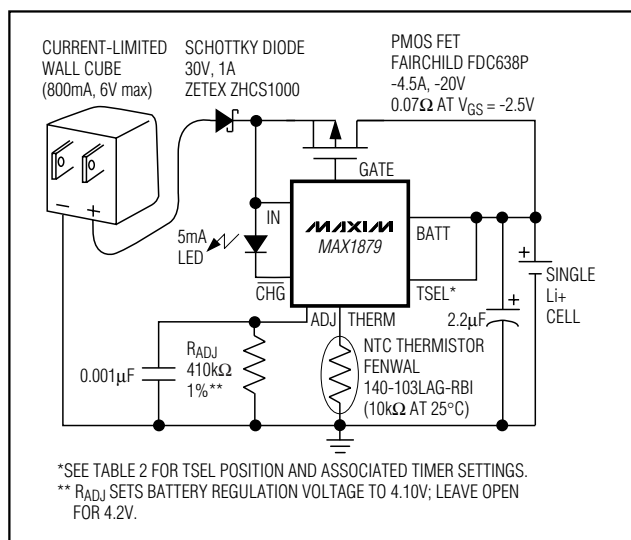 CURRENT-LIMITED
WALL CUBE
(800mA, 6V max)
SCHOTTKY DIODE
30V, 1A
ZETEX ZHCS1000
PMOS FET
FAIRCHILD FDC638P
-4.5A, -20V
0.07Ω AT VGS = -2.5V
GATE
IN
MAXIM
MAX1879
BATT
5mA
LED
CHG
TSEL*
ADJ
THERM
− +
+
+
SINGLE
Li+
CELL
2.2μF
0.001μF
RADJ
410kΩ
1%**
NTC THERMISTOR
FENWAL
140-103LAG-RBI
(10kΩ AT 25°C)
*SEE TABLE 2 FOR TSEL POSITION AND ASSOCIATED TIMER SETTINGS.
** RADJ SETS BATTERY REGULATION VOLTAGE TO 4.10V; LEAVE OPEN
FOR 4.2V.